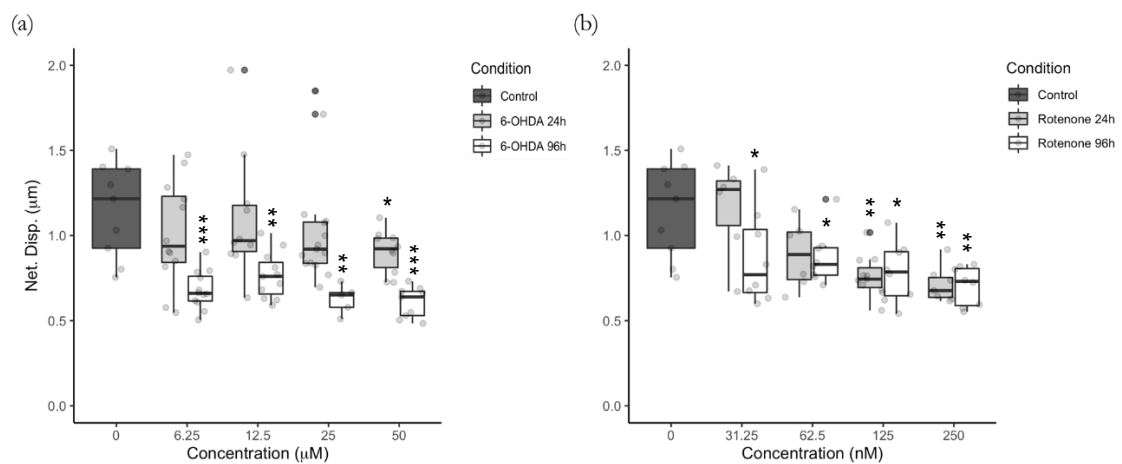 (a)
Net. Disp. (μm)
2.0
1.5
1.0
0.5
0.0
***
**
**
*
***
0 6.25 12.5 25 50
Concentration (μM)
Condition
Control
6-OHDA 24h
6-OHDA 96h
(b)
2.0
1.5
1.0
0.5
0.0
*
*
**
*
**
**
0 31.25 62.5 125 250
Concentration (nM)
Condition
Control
Rotenone 24h
Rotenone 96h